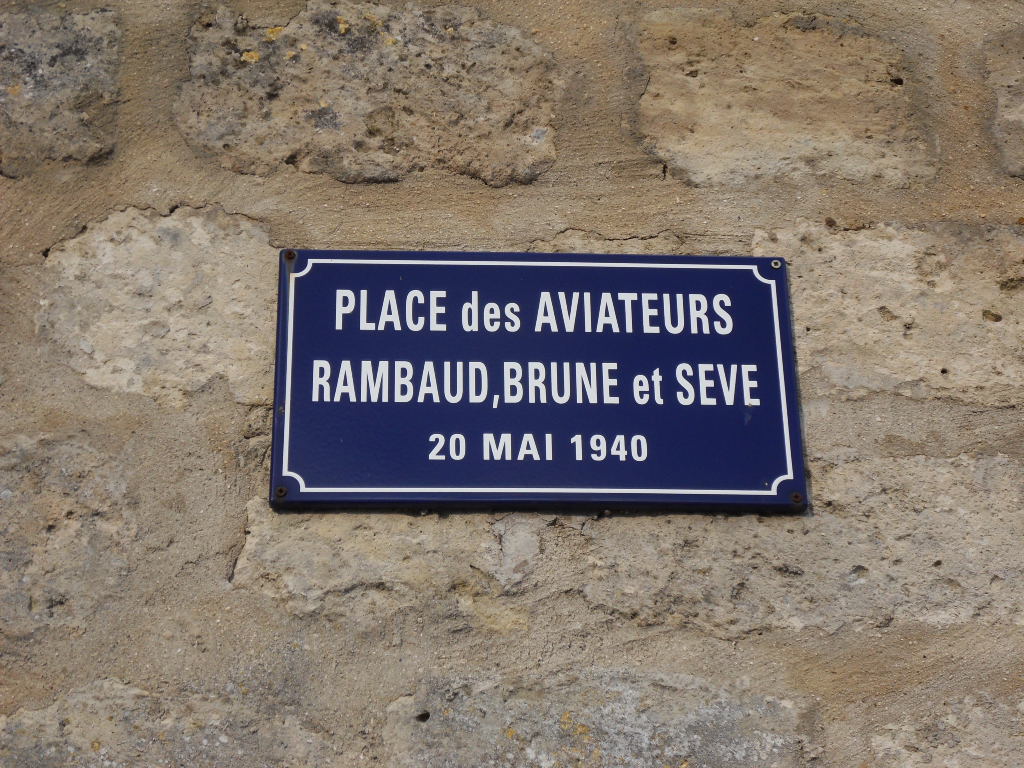 PLACE des AVIATEURS
RAMBAUD,BRUNE et SEVE
20 MAI 1940